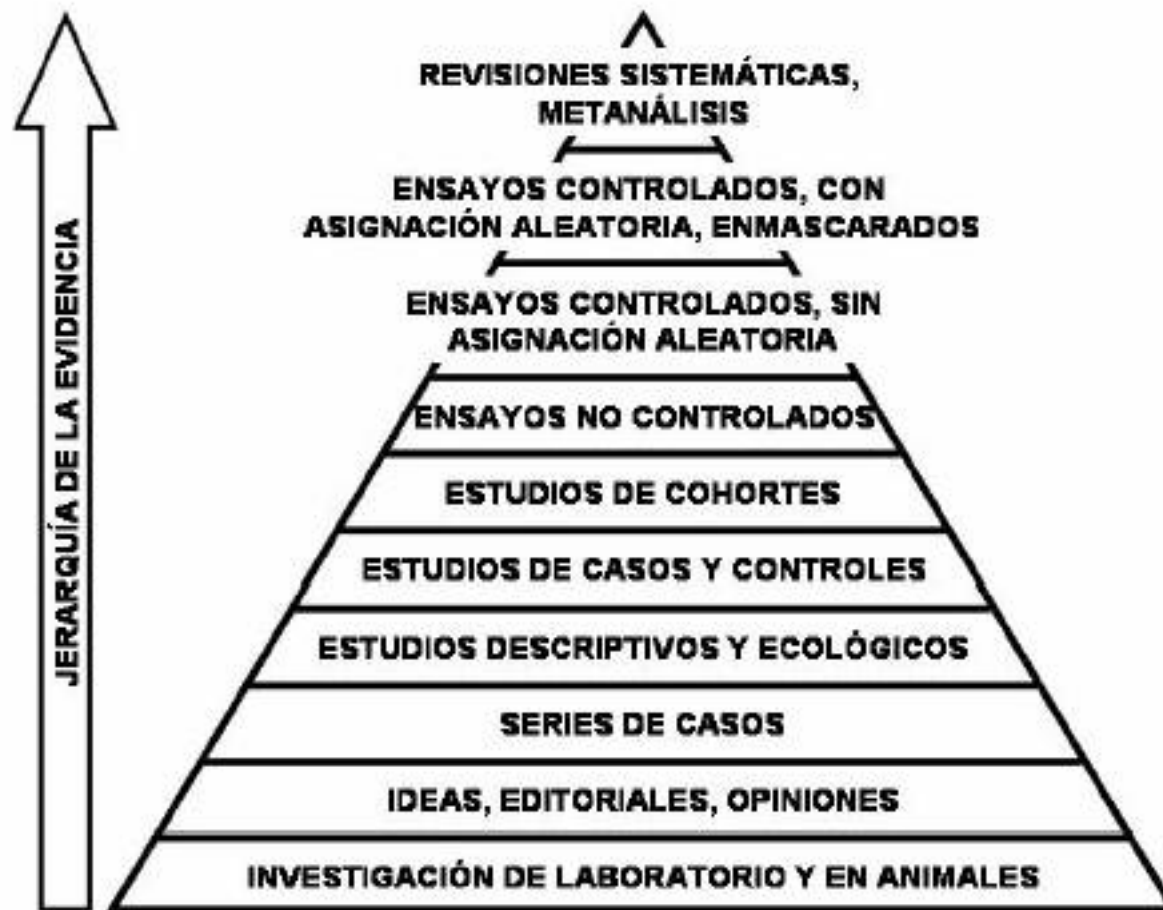 JERARQUÍA DE LA EVIDENCIA
REVISIONES SISTEMÁTICAS,
METANÁLISIS
ENSAYOS CONTROLADOS, CON
ASIGNACIÓN ALEATORIA, ENMASCARADOS
ENSAYOS CONTROLADOS, SIN
ASIGNACIÓN ALEATORIA
ENSAYOS NO CONTROLADOS
ESTUDIOS DE COHORTES
ESTUDIOS DE CASOS Y CONTROLES
ESTUDIOS DESCRIPTIVOS Y ECOLÓGICOS
SERIES DE CASOS
IDEAS, EDITORIALES, OPINIONES
INVESTIGACIÓN DE LABORATORIO Y EN ANIMALES